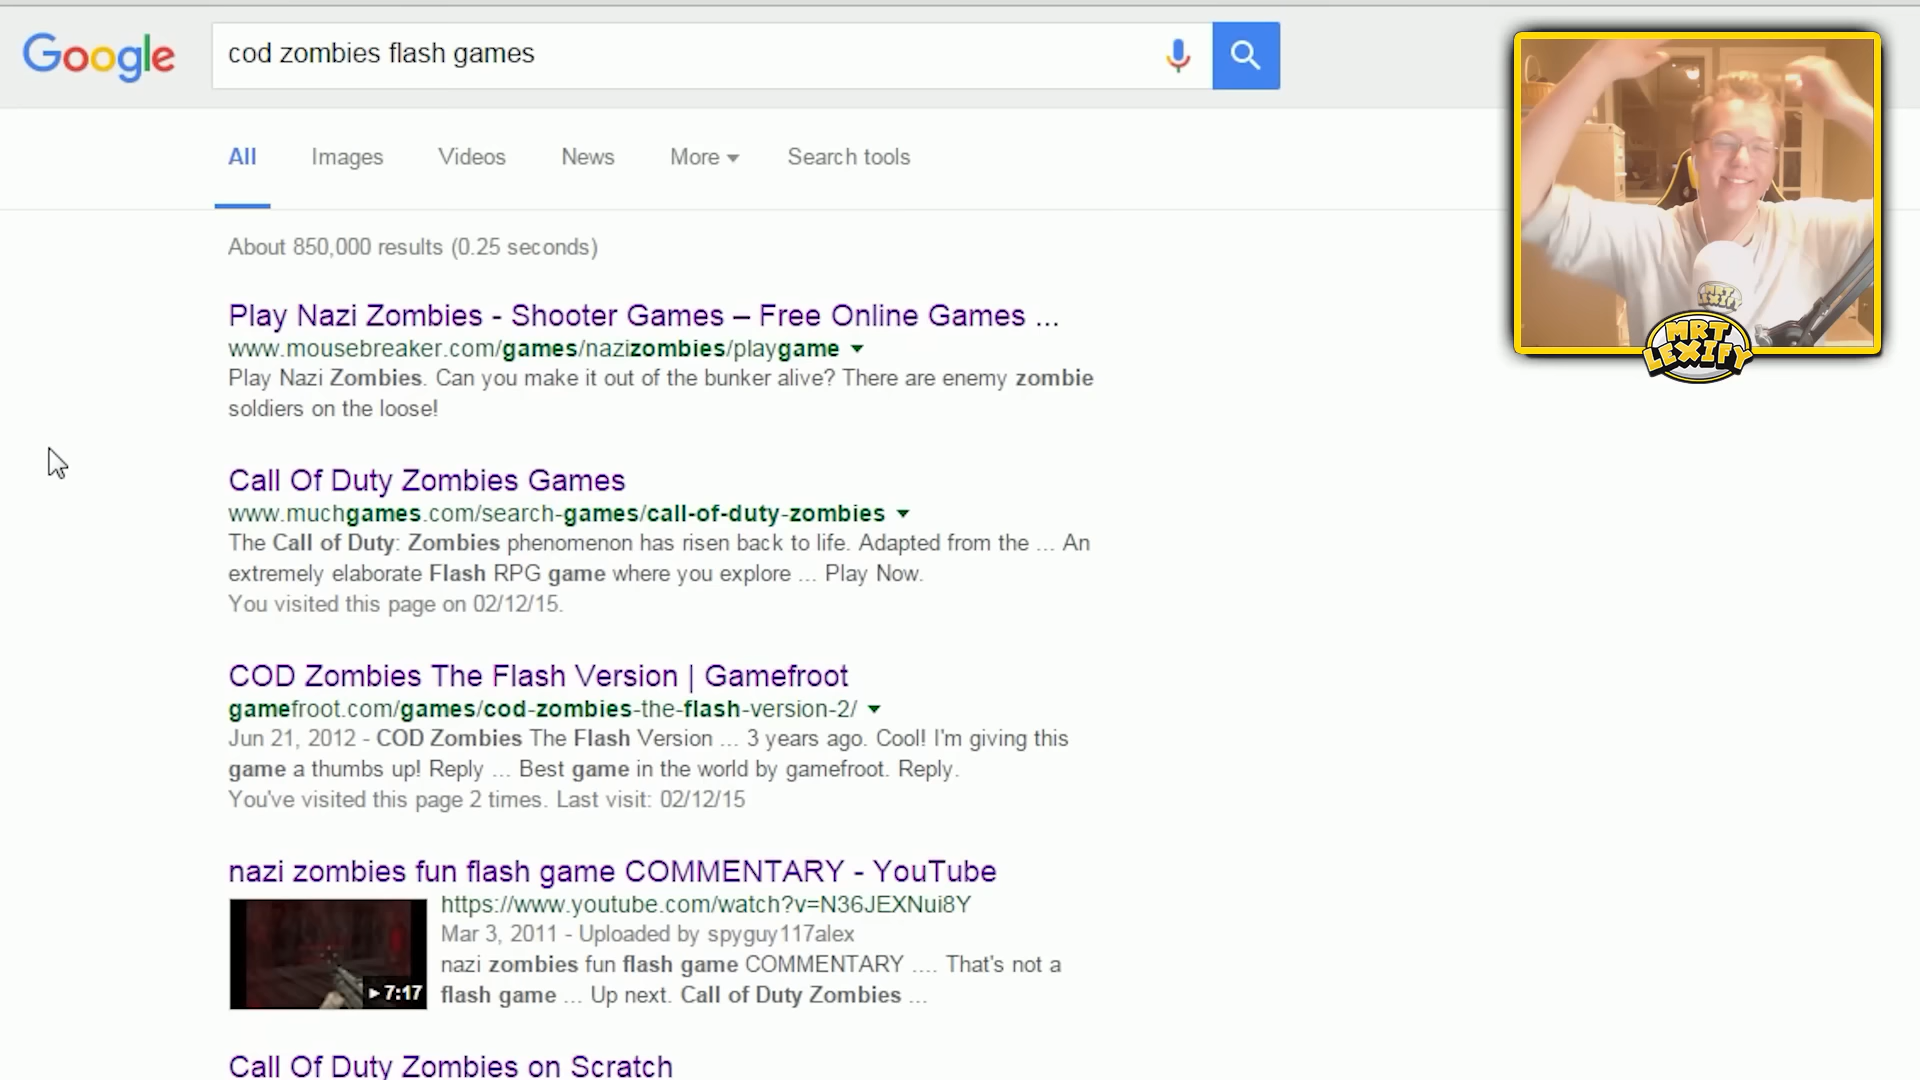 Google
cod zombies flash games
All Images Videos News More Search tools
About 850,000 results (0.25 seconds)
Play Nazi Zombies - Shooter Games – Free Online Games ...
www.mousebreaker.com/games/nazizombies/playgame
Play Nazi Zombies. Can you make it out of the bunker alive? There are enemy zombie
soldiers on the loose!
Call Of Duty Zombies Games
www.muchgames.com/search-games/call-of-duty-zombies
The Call of Duty: Zombies phenomenon has risen back to life. Adapted from the ... An
extremely elaborate Flash RPG game where you explore ... Play Now.
You visited this page on 02/12/15.
COD Zombies The Flash Version | Gamefroot
gamefroot.com/games/cod-zombies-the-flash-version-2/
Jun 21, 2012 - COD Zombies The Flash Version ... 3 years ago. Cool! I'm giving this
game a thumbs up! Reply ... Best game in the world by gamefroot. Reply.
You've visited this page 2 times. Last visit: 02/12/15
nazi zombies fun flash game COMMENTARY - YouTube
https://www.youtube.com/watch?v=N36JEXNui8Y
Mar 3, 2011 - Uploaded by spyguy117alex
nazi zombies fun flash game COMMENTARY .... That's not a
flash game ... Up next. Call of Duty Zombies ...
7:17
Call Of Duty Zombies on Scratch
MRT
LEXIFY
MRT
LEXIFY